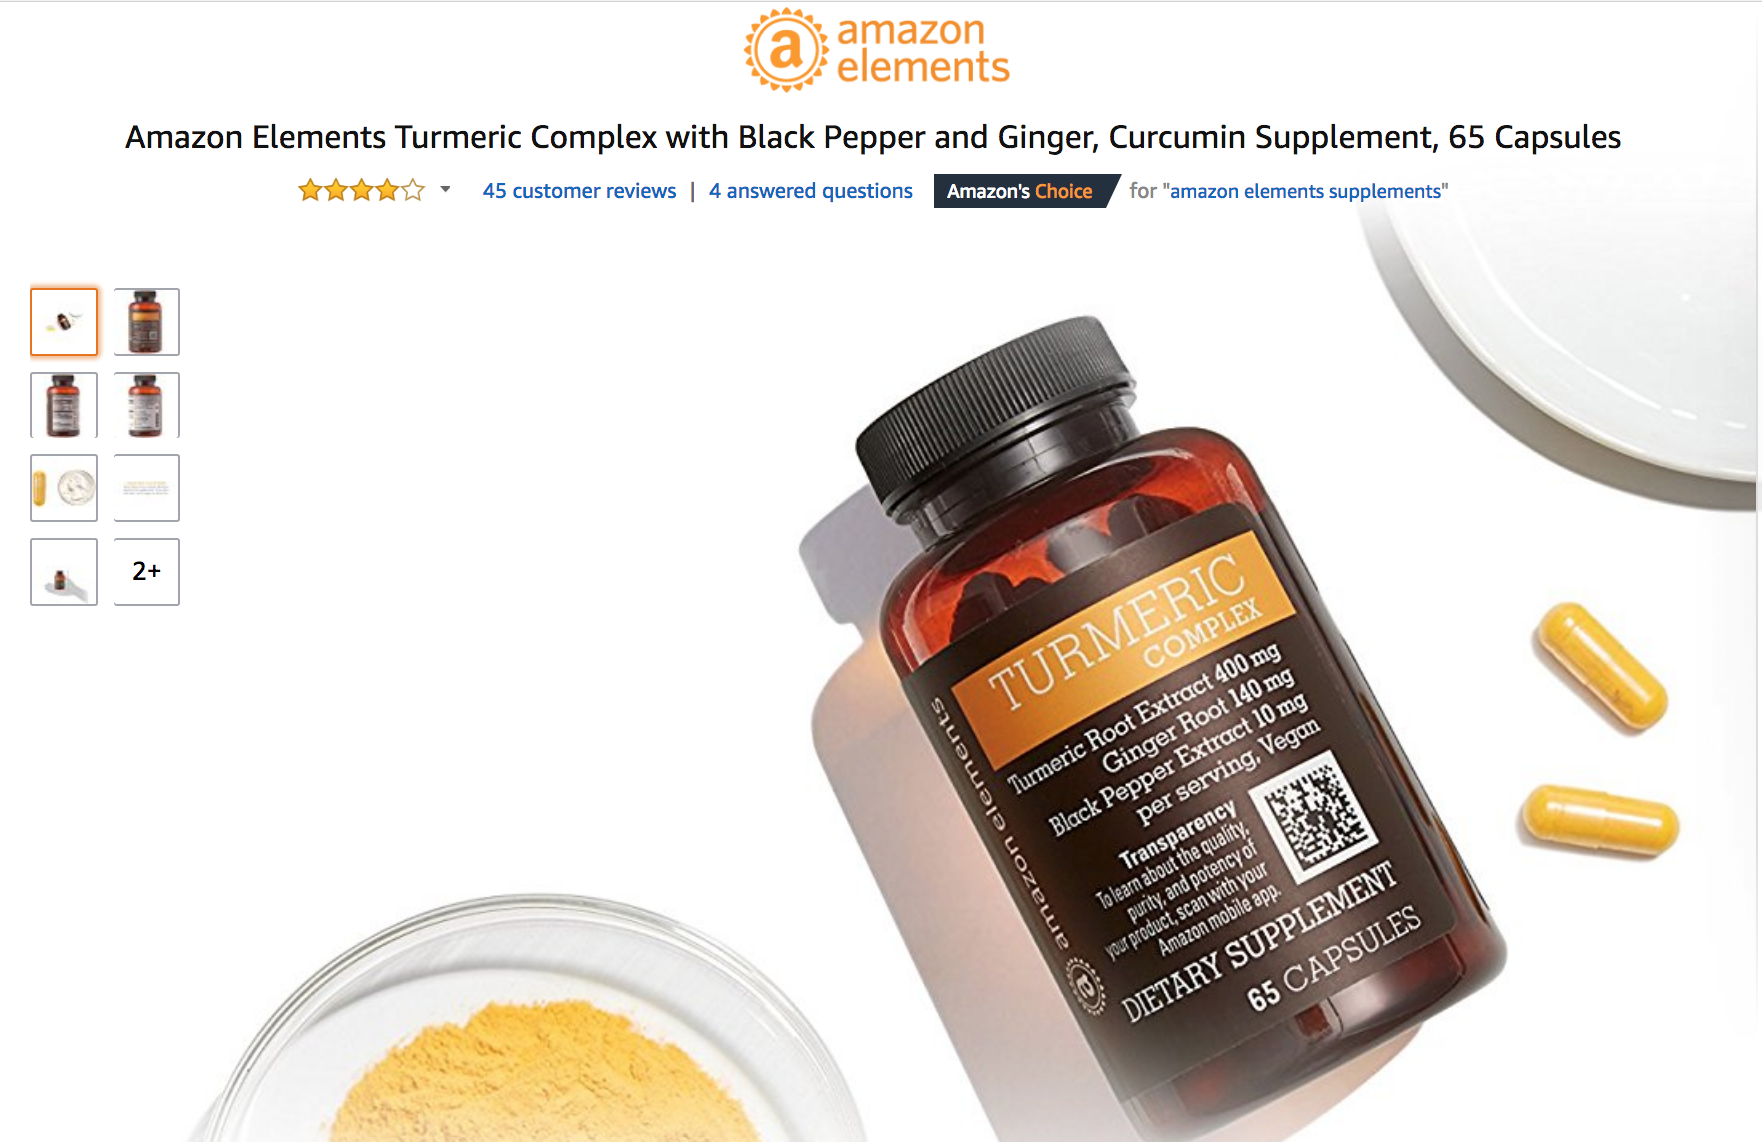 a amazon
elements
Amazon Elements Turmeric Complex with Black Pepper and Ginger, Curcumin Supplement, 65 Capsules
45 customer reviews | 4 answered questions Amazon's Choice for "amazon elements supplements"
2+
TURMERIC
COMPLEX
Turmeric Root Extract 400 mg
Ginger Root 140 mg
Black Pepper Extract 10 mg
per serving, Vegan
Transparency
To learn about the quality,
purity, and potency of
your product, scan with your
Amazon mobile app.
DIETARY SUPPLEMENT
65 CAPSULES
amazon elements
a